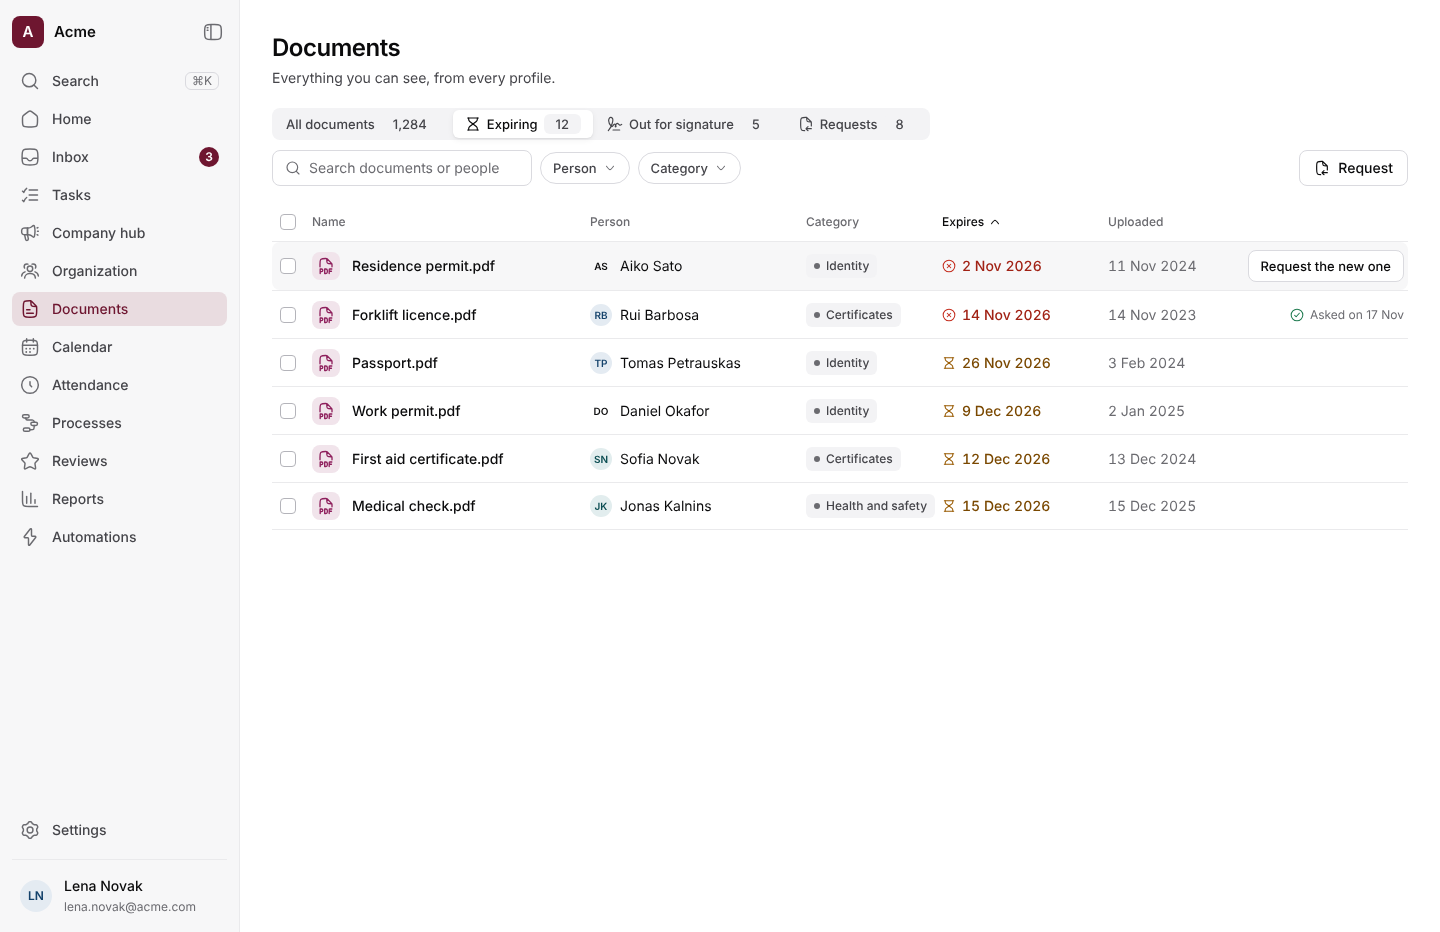 A Acme
Search ⌘K
Home
Inbox 3
Tasks
Company hub
Organization
Documents
Calendar
Attendance
Processes
Reviews
Reports
Automations
Settings
LN Lena Novak
lena.novak@acme.com
Documents
Everything you can see, from every profile.
All documents 1,284 Expiring 12 Out for signature 5 Requests 8
Search documents or people Person Category Request
Name Person Category Expires Uploaded
PDF Residence permit.pdf AS Aiko Sato Identity 2 Nov 2026 11 Nov 2024 Request the new one
PDF Forklift licence.pdf RB Rui Barbosa Certificates 14 Nov 2026 14 Nov 2023 Asked on 17 Nov
PDF Passport.pdf TP Tomas Petrauskas Identity 26 Nov 2026 3 Feb 2024
PDF Work permit.pdf DO Daniel Okafor Identity 9 Dec 2026 2 Jan 2025
PDF First aid certificate.pdf SN Sofia Novak Certificates 12 Dec 2026 13 Dec 2024
PDF Medical check.pdf JK Jonas Kalnins Health and safety 15 Dec 2026 15 Dec 2025